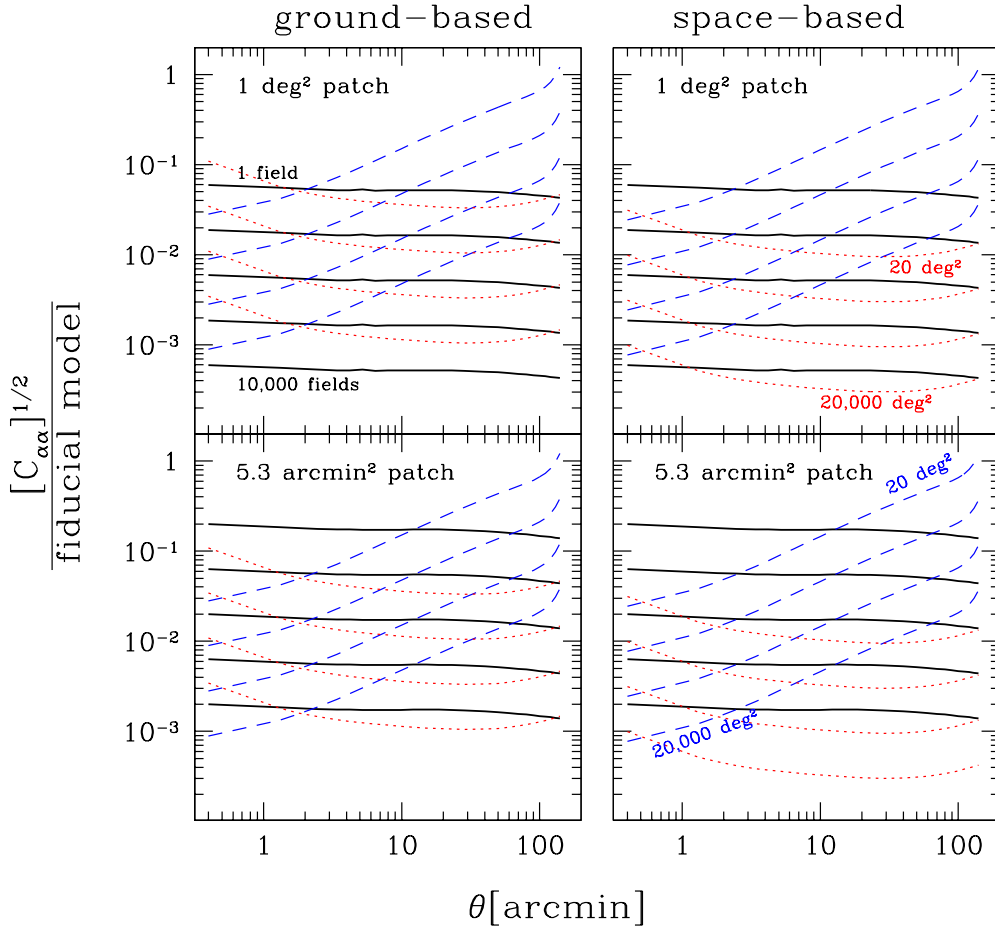 ground−based
space−based
1 deg² patch
1 deg² patch
1 field
20 deg²
10,000 fields
20,000 deg²
5.3 arcmin² patch
5.3 arcmin² patch
20 deg²
20,000 deg²
1
10⁻¹
10⁻²
10⁻³
1
10⁻¹
10⁻²
10⁻³
1
10
100
1
10
100
[C_αα]^1/2
fiducial model
θ[arcmin]